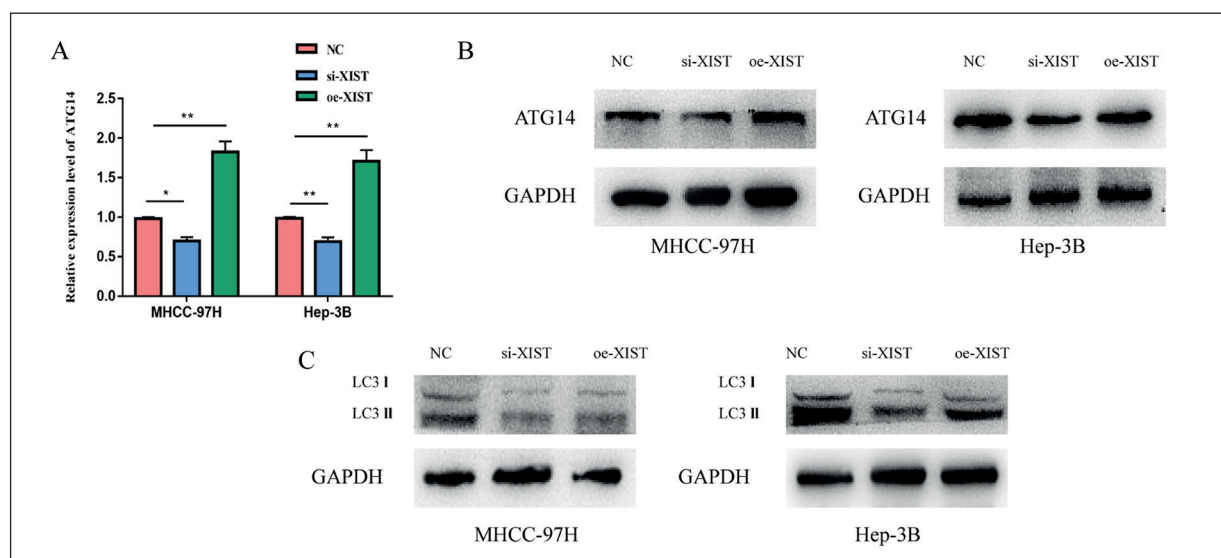 A
NC
si-XIST
oe-XIST
Relative expression level of ATG14
2.5
2.0
1.5
1.0
0.5
0.0
**
*
**
**
**
MHCC-97H
Hep-3B
B
NC si-XIST oe-XIST
ATG14
GAPDH
MHCC-97H
NC si-XIST oe-XIST
ATG14
GAPDH
Hep-3B
C
NC si-XIST oe-XIST
LC3 I
LC3 II
GAPDH
MHCC-97H
NC si-XIST oe-XIST
LC3 I
LC3 II
GAPDH
Hep-3B